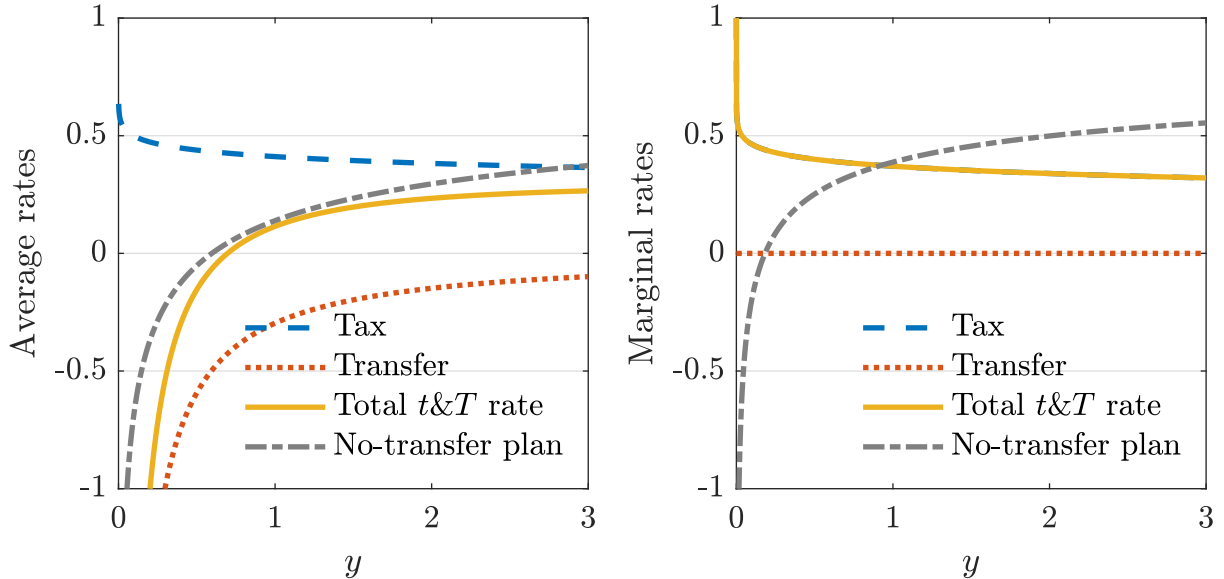 1
0.5
0
-0.5
-1
Average rates
Tax
Transfer
Total t&T rate
No-transfer plan
0 1 2 3
y
1
0.5
0
-0.5
-1
Marginal rates
Tax
Transfer
Total t&T rate
No-transfer plan
0 1 2 3
y